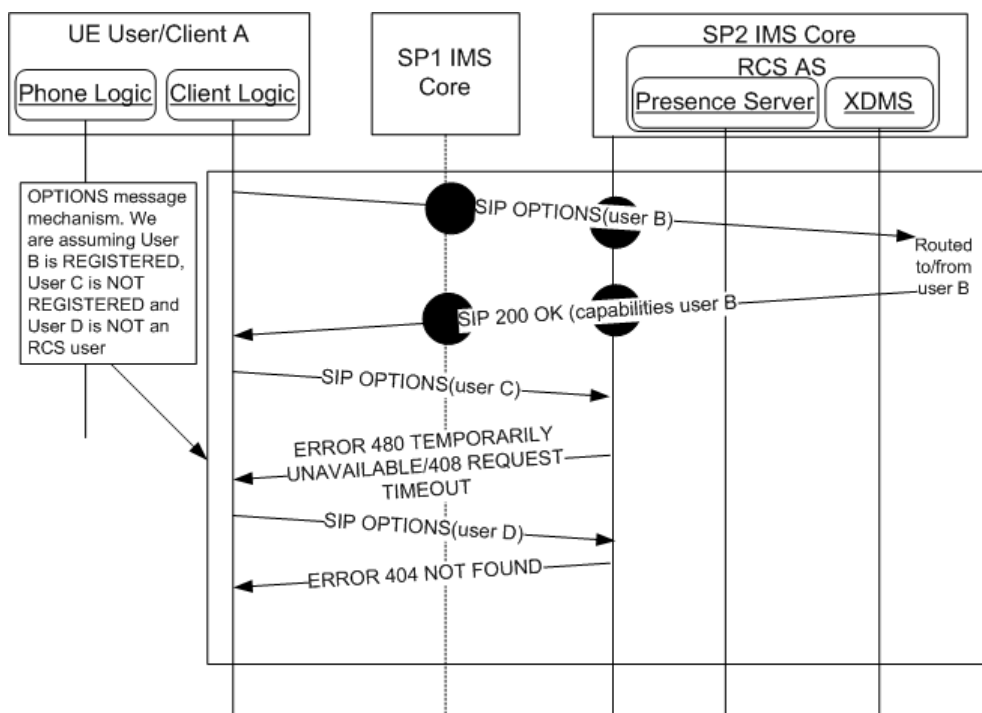 UE User/Client A
Phone Logic
Client Logic
SP1 IMS
Core
SP2 IMS Core
RCS AS
Presence Server
XDMS
OPTIONS message
mechanism. We
are assuming User
B is REGISTERED,
User C is NOT
REGISTERED and
User D is NOT an
RCS user
SIP OPTIONS(user B)
Routed
to/from
user B
SIP 200 OK (capabilities user B
SIP OPTIONS(user C)
ERROR 480 TEMPORARILY
UNAVAILABLE/408 REQUEST
TIMEOUT
SIP OPTIONS(user D)
ERROR 404 NOT FOUND